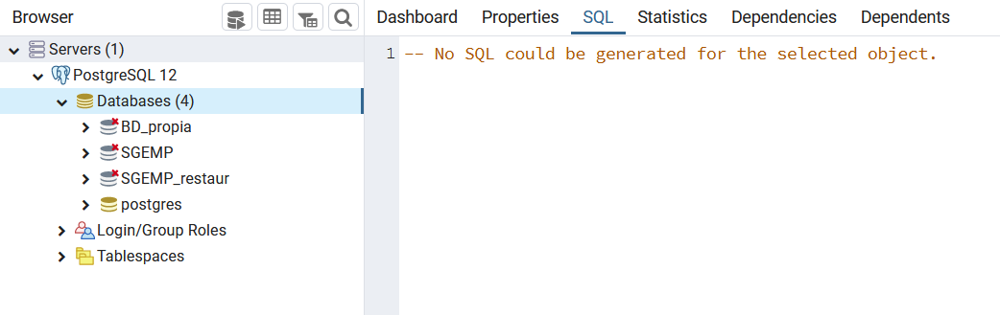 Browser
Servers (1)
PostgreSQL 12
Databases (4)
BD_propia
SGEMP
SGEMP_restaur
postgres
Login/Group Roles
Tablespaces
Dashboard Properties SQL Statistics Dependencies Dependents
1 -- No SQL could be generated for the selected object.